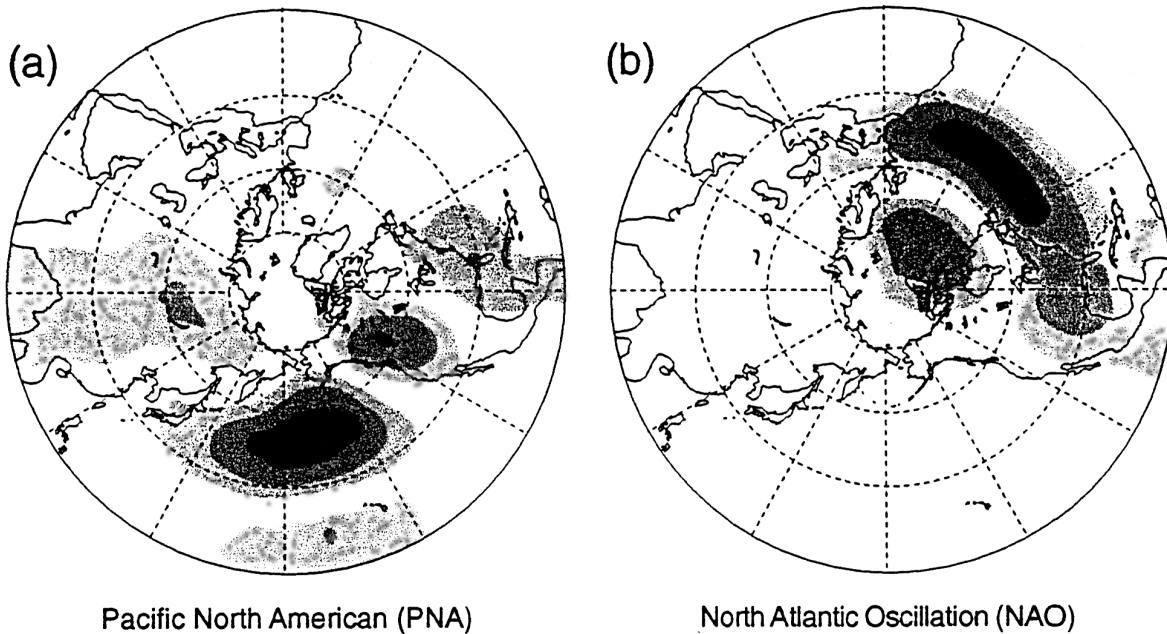 (a)
(b)
Pacific North American (PNA)
North Atlantic Oscillation (NAO)